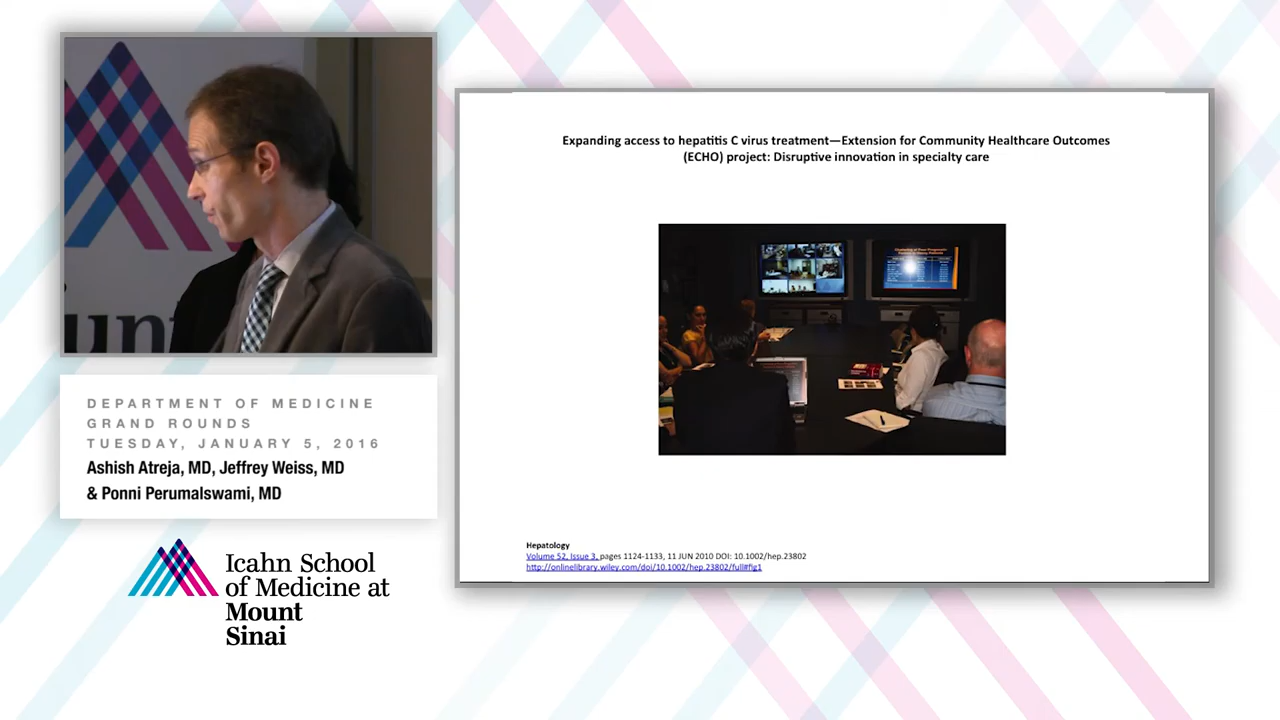 unt
DEPARTMENT OF MEDICINE
GRAND ROUNDS
TUESDAY, JANUARY 5, 2016
Ashish Atreja, MD, Jeffrey Weiss, MD
& Ponni Perumalswami, MD
Icahn School
of Medicine at
Mount
Sinai
Expanding access to hepatitis C virus treatment—Extension for Community Healthcare Outcomes
(ECHO) project: Disruptive innovation in specialty care
Hepatology
Volume 52, Issue 3, pages 1124-1133, 11 JUN 2010 DOI: 10.1002/hep.23802
http://onlinelibrary.wiley.com/doi/10.1002/hep.23802/full#fig1